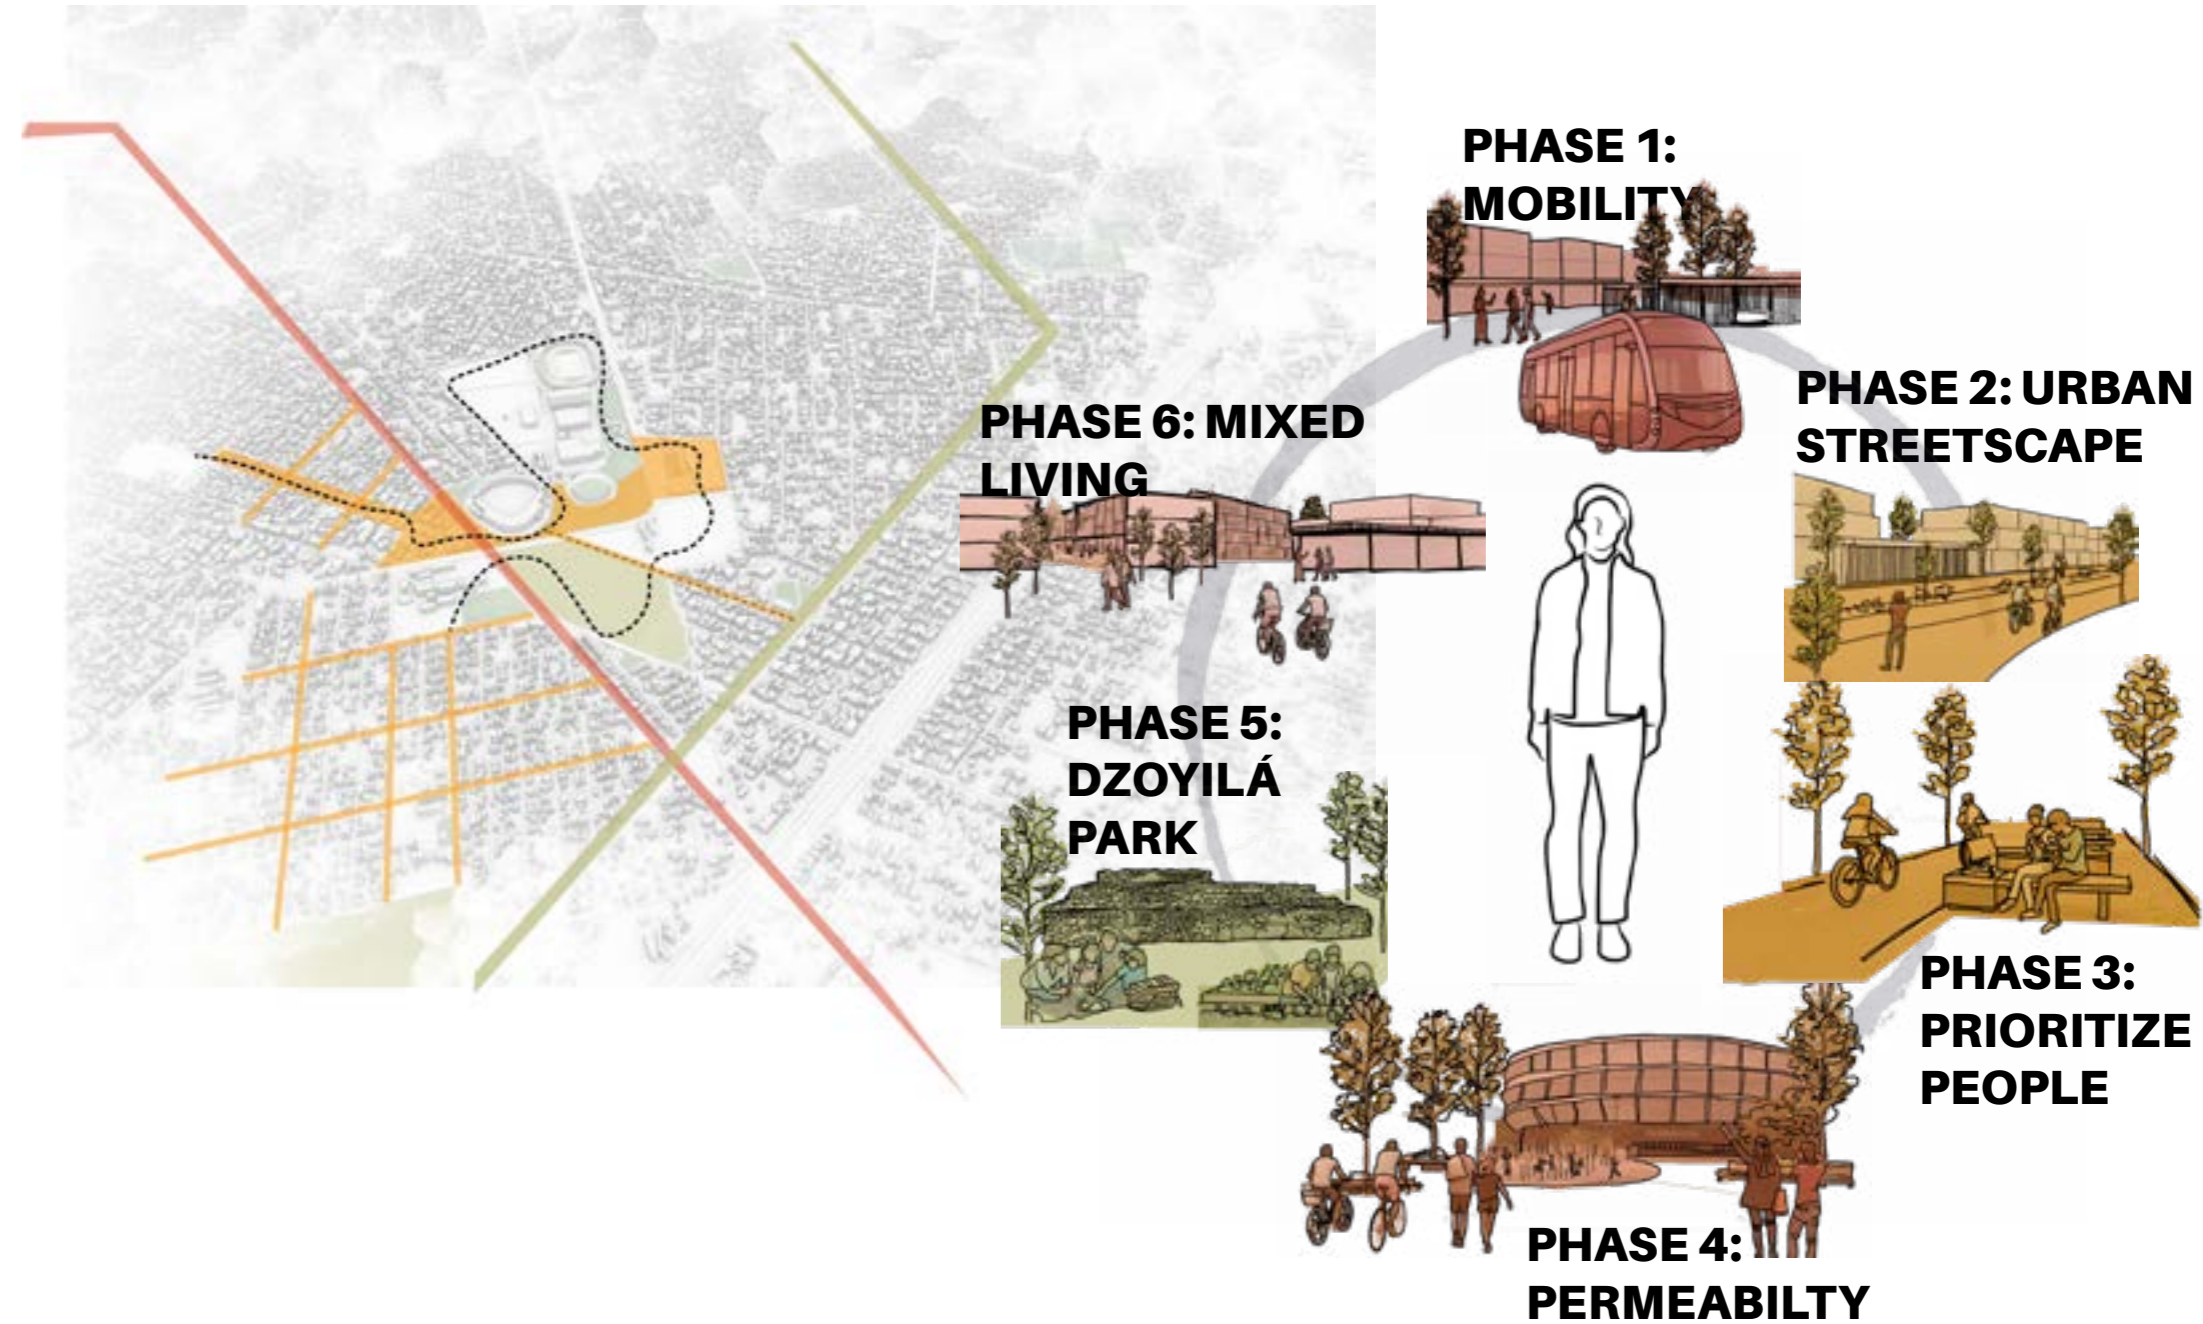 PHASE 1:
MOBILITY
PHASE 2: URBAN
STREETSCAPE
PHASE 3:
PRIORITIZE
PEOPLE
PHASE 4:
PERMEABILTY
PHASE 5:
DZOYILÁ
PARK
PHASE 6: MIXED
LIVING